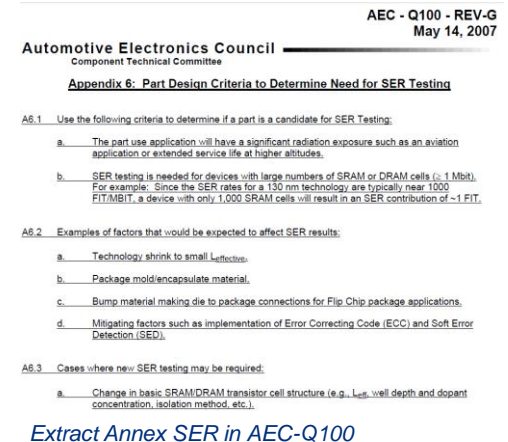 AEC - Q100 - REV-G
May 14, 2007
Automotive Electronics Council
Component Technical Committee
Appendix 6: Part Design Criteria to Determine Need for SER Testing
A6.1 Use the following criteria to determine if a part is a candidate for SER Testing:
a. The part use application will have a significant radiation exposure such as an aviation
application or extended service life at higher altitudes.
b. SER testing is needed for devices with large numbers of SRAM or DRAM cells (≥ 1 Mbit).
For example: Since the SER rates for a 130 nm technology are typically near 1000
FIT/MBIT, a device with only 1,000 SRAM cells will result in an SER contribution of ~1 FIT.
A6.2 Examples of factors that would be expected to affect SER results:
a. Technology shrink to small Leffective.
b. Package mold/encapsulate material.
c. Bump material making die to package connections for Flip Chip package applications.
d. Mitigating factors such as implementation of Error Correcting Code (ECC) and Soft Error
Detection (SED).
A6.3 Cases where new SER testing may be required:
a. Change in basic SRAM/DRAM transistor cell structure (e.g., Leff, well depth and dopant
concentration, isolation method, etc.).
Extract Annex SER in AEC-Q100